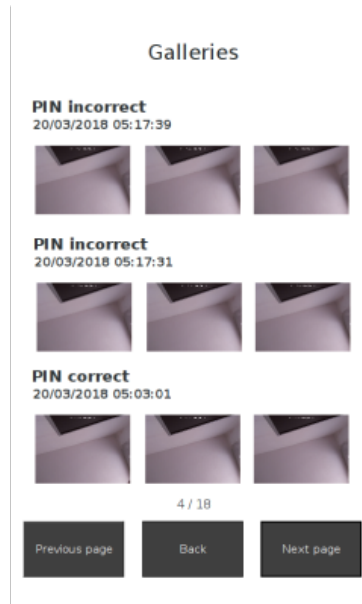 Galleries
PIN incorrect
20/03/2018 05:17:39
PIN incorrect
20/03/2018 05:17:31
PIN correct
20/03/2018 05:03:01
4 / 18
Previous page
Back
Next page